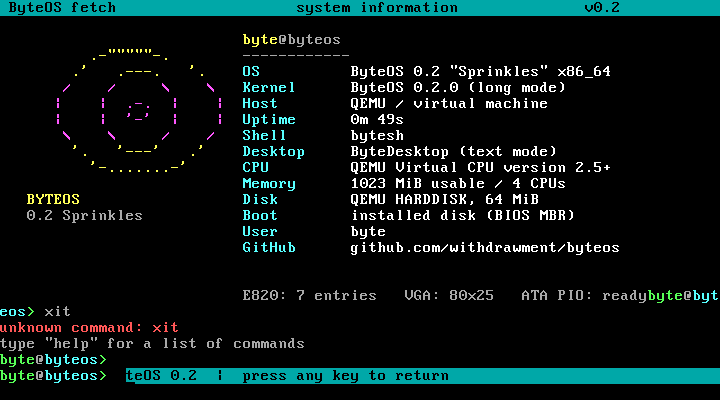 ByteOS fetch system information v0.2
byte@byteos
------------
OS ByteOS 0.2 "Sprinkles" x86_64
Kernel ByteOS 0.2.0 (long mode)
Host QEMU / virtual machine
Uptime 0m 49s
Shell bytesh
Desktop ByteDesktop (text mode)
CPU QEMU Virtual CPU version 2.5+
Memory 1023 MiB usable / 4 CPUs
Disk QEMU HARDDISK, 64 MiB
Boot installed disk (BIOS MBR)
User byte
GitHub github.com/withdrawment/byteos
BYTEOS
0.2 Sprinkles
E820: 7 entries VGA: 80x25 ATA PIO: readybyte@byt
eos> xit
unknown command: xit
type "help" for a list of commands
byte@byteos>
byte@byteos> teOS 0.2 | press any key to return